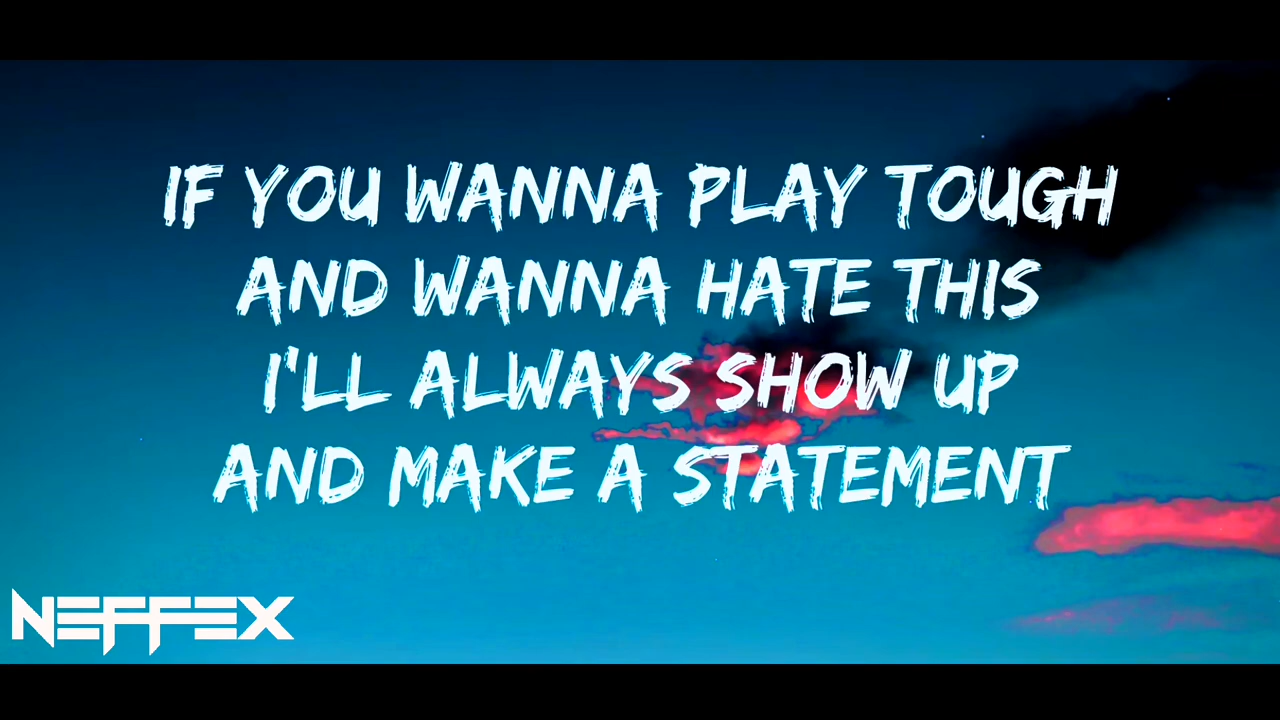 IF YOU WANNA PLAY TOUGH
AND WANNA HATE THIS
I'LL ALWAYS SHOW UP
AND MAKE A STATEMENT
NEFFEX